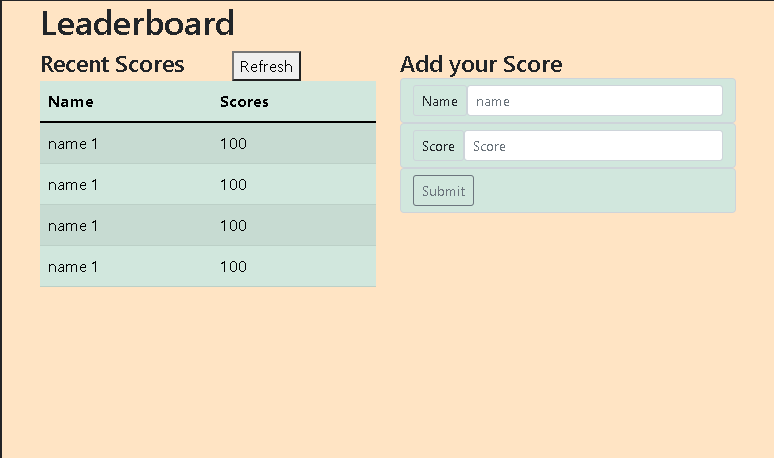 Leaderboard
Recent Scores Refresh
Name Scores
name 1 100
name 1 100
name 1 100
name 1 100
Add your Score
Name name
Score Score
Submit